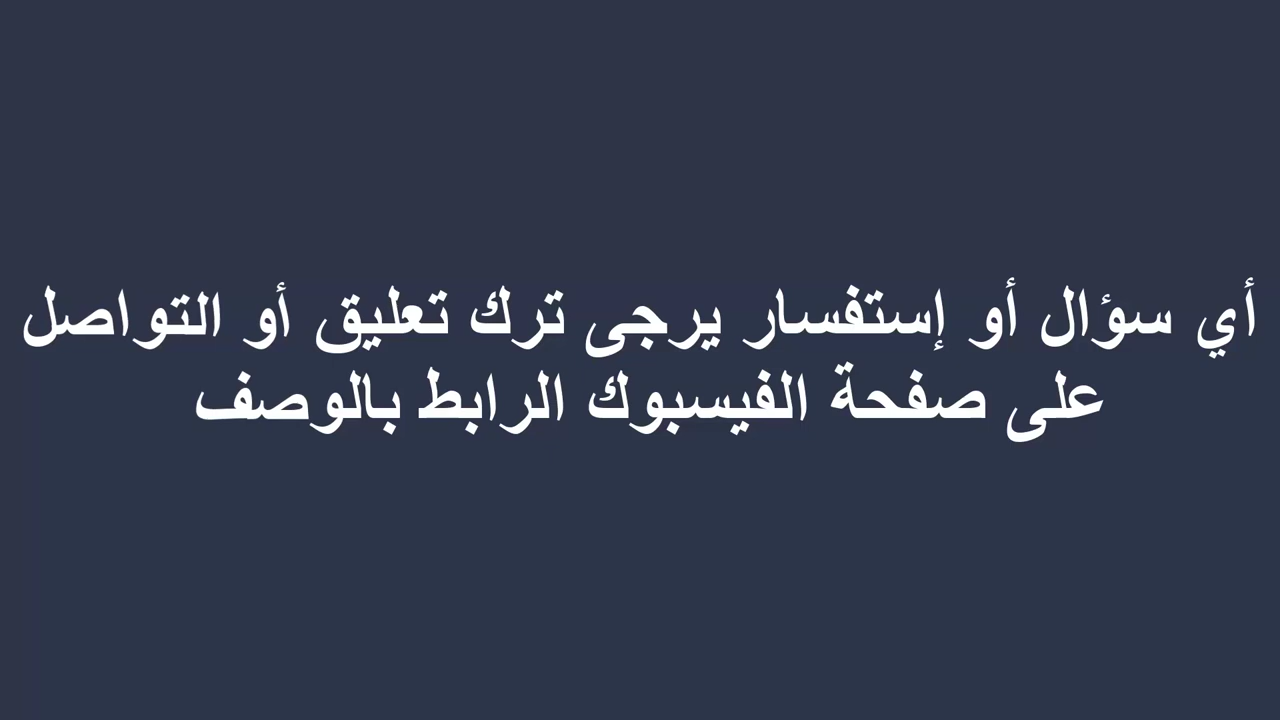 أي سؤال أو إستفسار يرجى ترك تعليق أو التواصل
على صفحة الفيسبوك الرابط بالوصف